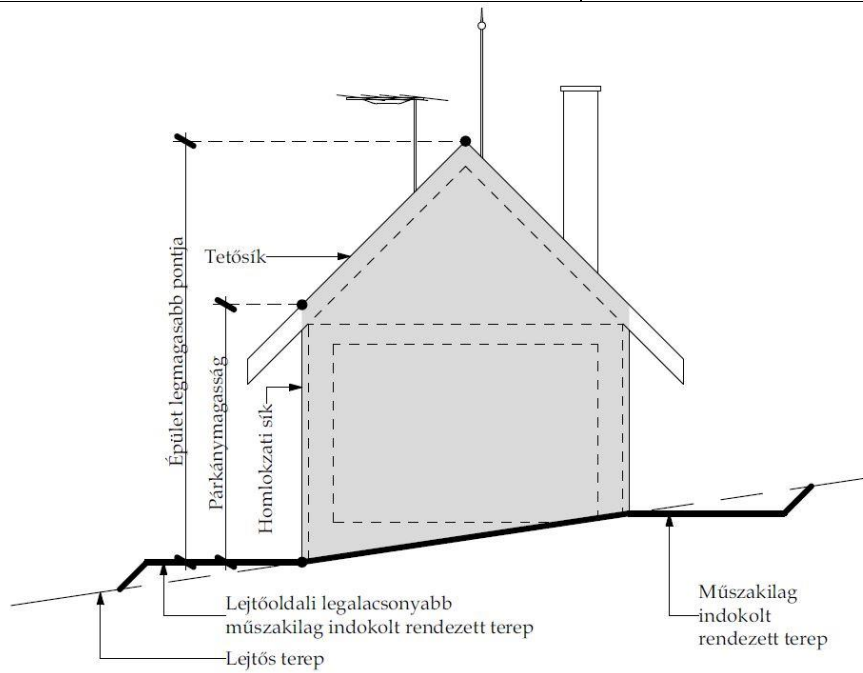 Épület legmagasabb pontja
Párkánymagasság
Tetősík
Homlokzati sík
Lejtőoldali legalacsonyabb
műszakilag indokolt rendezett terep
Lejtős terep
Műszakilag
indokolt
rendezett terep